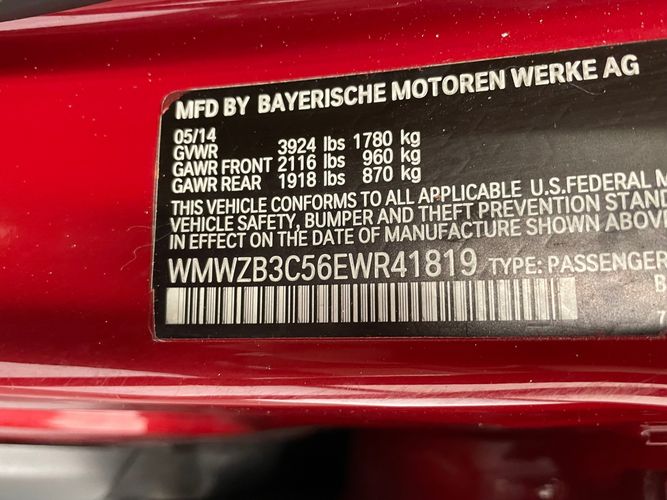 MFD BY BAYERISCHE MOTOREN WERKE AG
05/14
GVWR 3924 lbs 1780 kg
GAWR FRONT 2116 lbs 960 kg
GAWR REAR 1918 lbs 870 kg
THIS VEHICLE CONFORMS TO ALL APPLICABLE U.S.FEDERAL M
VEHICLE SAFETY, BUMPER AND THEFT PREVENTION STAND
IN EFFECT ON THE DATE OF MANUFACTURE SHOWN ABOV
WMWZB3C56EWR41819 TYPE: PASSENGER